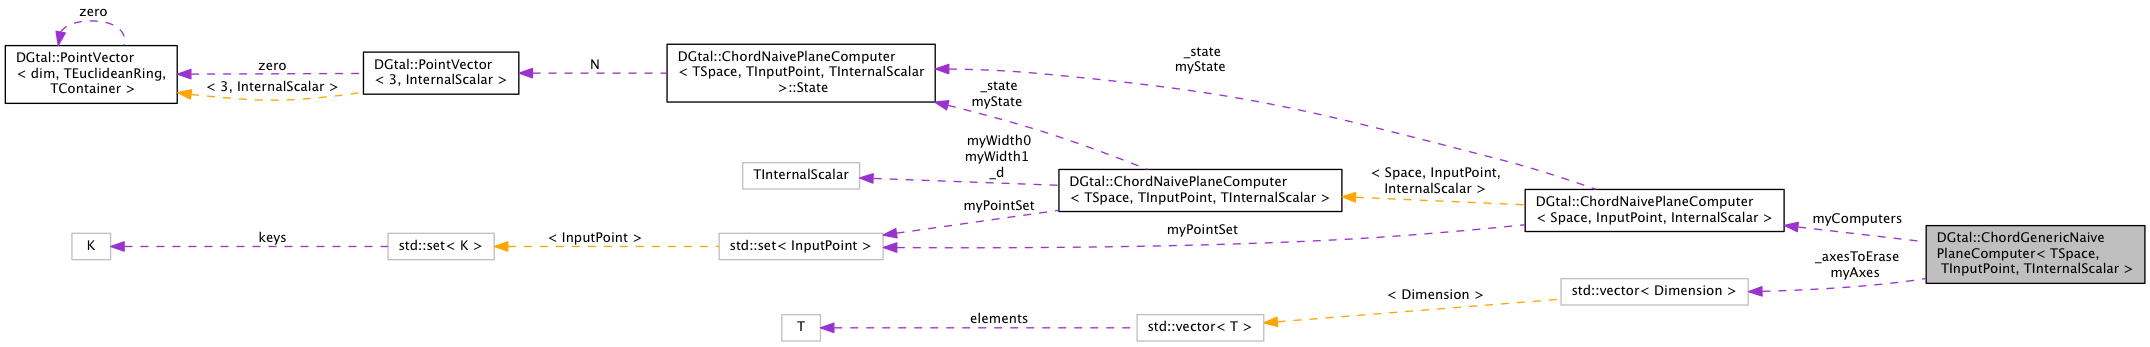 zero
DGtal::PointVector
< dim, TEuclideanRing,
TContainer >
zero
< 3, InternalScalar >
DGtal::PointVector
< 3, InternalScalar >
N
DGtal::ChordNaivePlaneComputer
< TSpace, TInputPoint, TInternalScalar
>::State
_state
myState
_state
myState
myWidth0
myWidth1
_d
TInternalScalar
DGtal::ChordNaivePlaneComputer
< TSpace, TInputPoint, TInternalScalar >
< Space, InputPoint,
InternalScalar >
DGtal::ChordNaivePlaneComputer
< Space, InputPoint, InternalScalar >
myPointSet
myPointSet
K
keys
std::set< K >
< InputPoint >
std::set< InputPoint >
myComputers
DGtal::ChordGenericNaive
PlaneComputer< TSpace,
TInputPoint, TInternalScalar >
_axesToErase
myAxes
std::vector< Dimension >
< Dimension >
T
elements
std::vector< T >